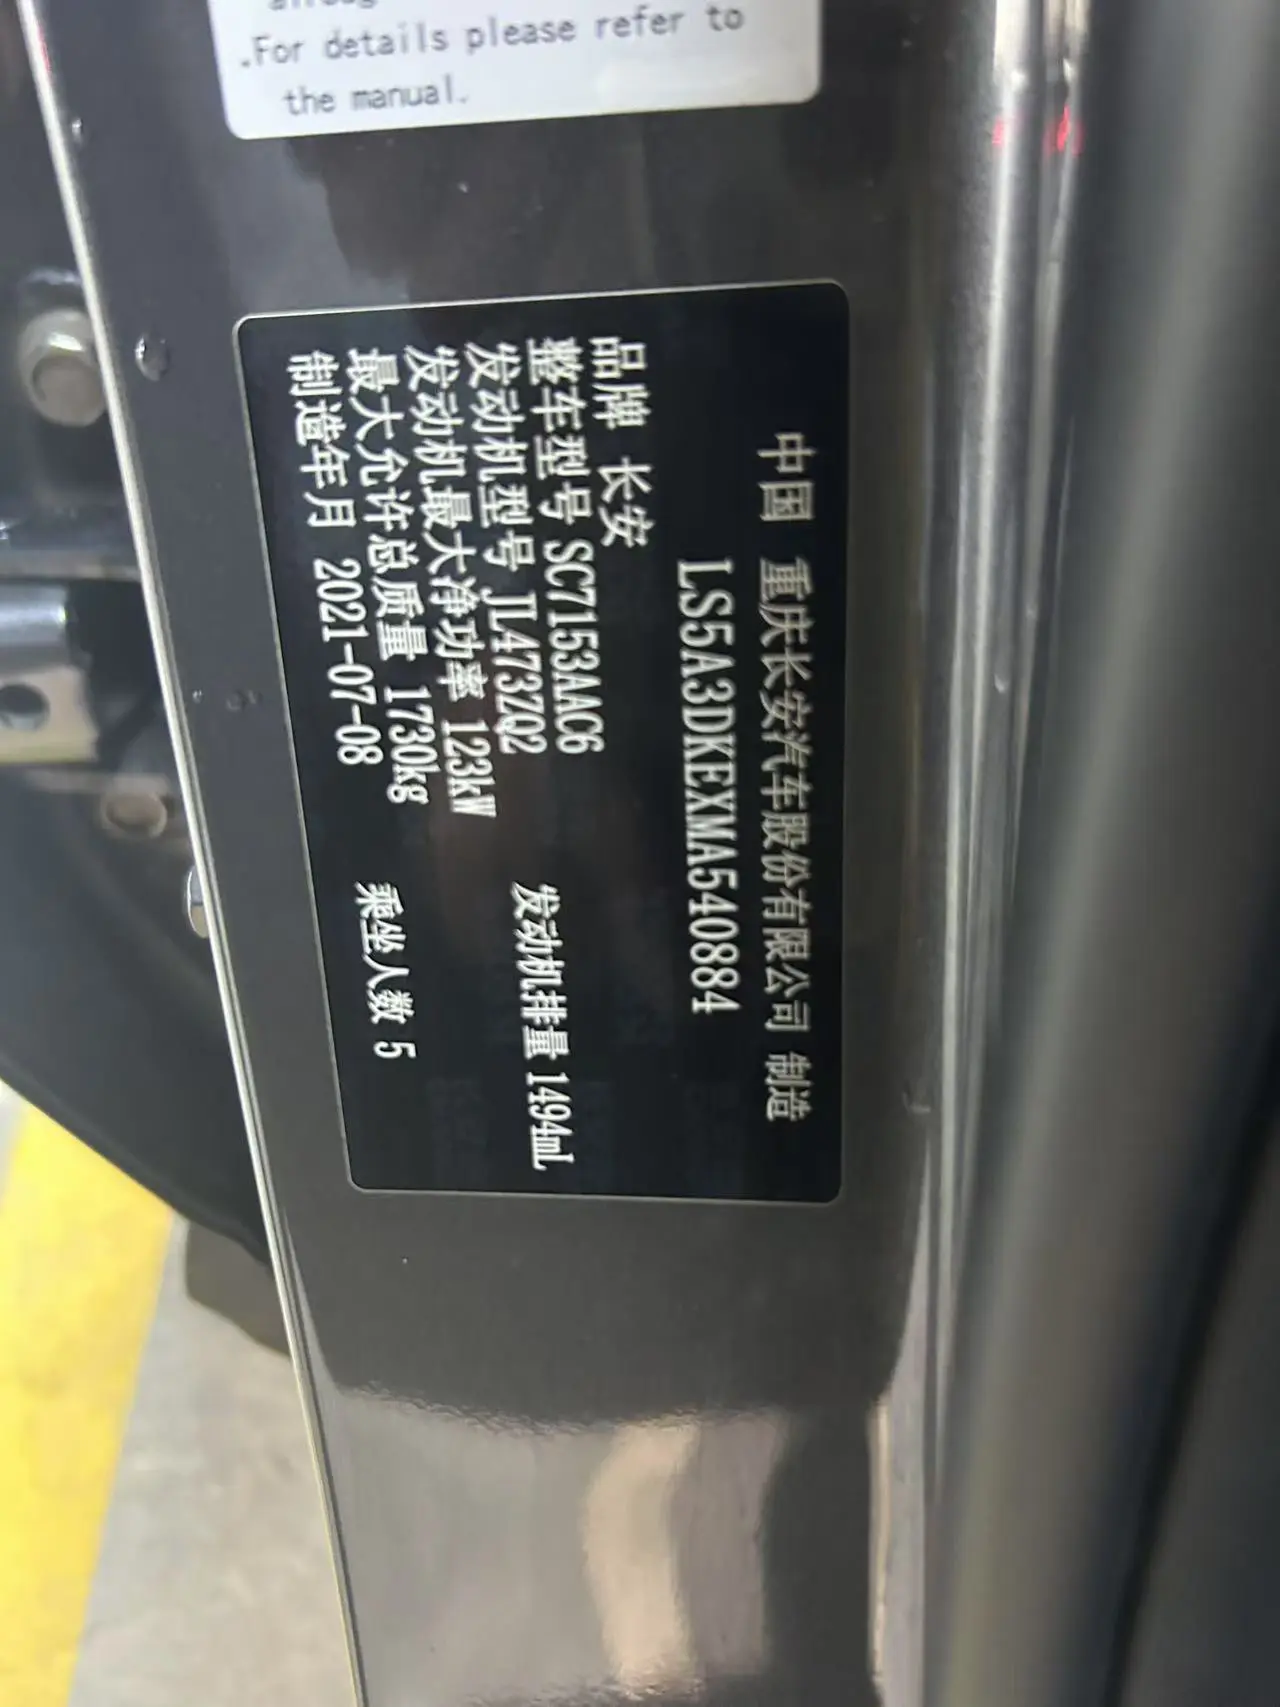 .For details please refer to
the manual.
中国 重庆长安汽车股份有限公司 制造
LS5A3DKEXMA540884
品牌 长安
整车型号 SC7153AAC6
发动机型号 JL473ZQ2 发动机排量 1494mL
发动机最大净功率 123kW
最大允许总质量 1730kg 乘坐人数 5
制造年月 2021-07-08